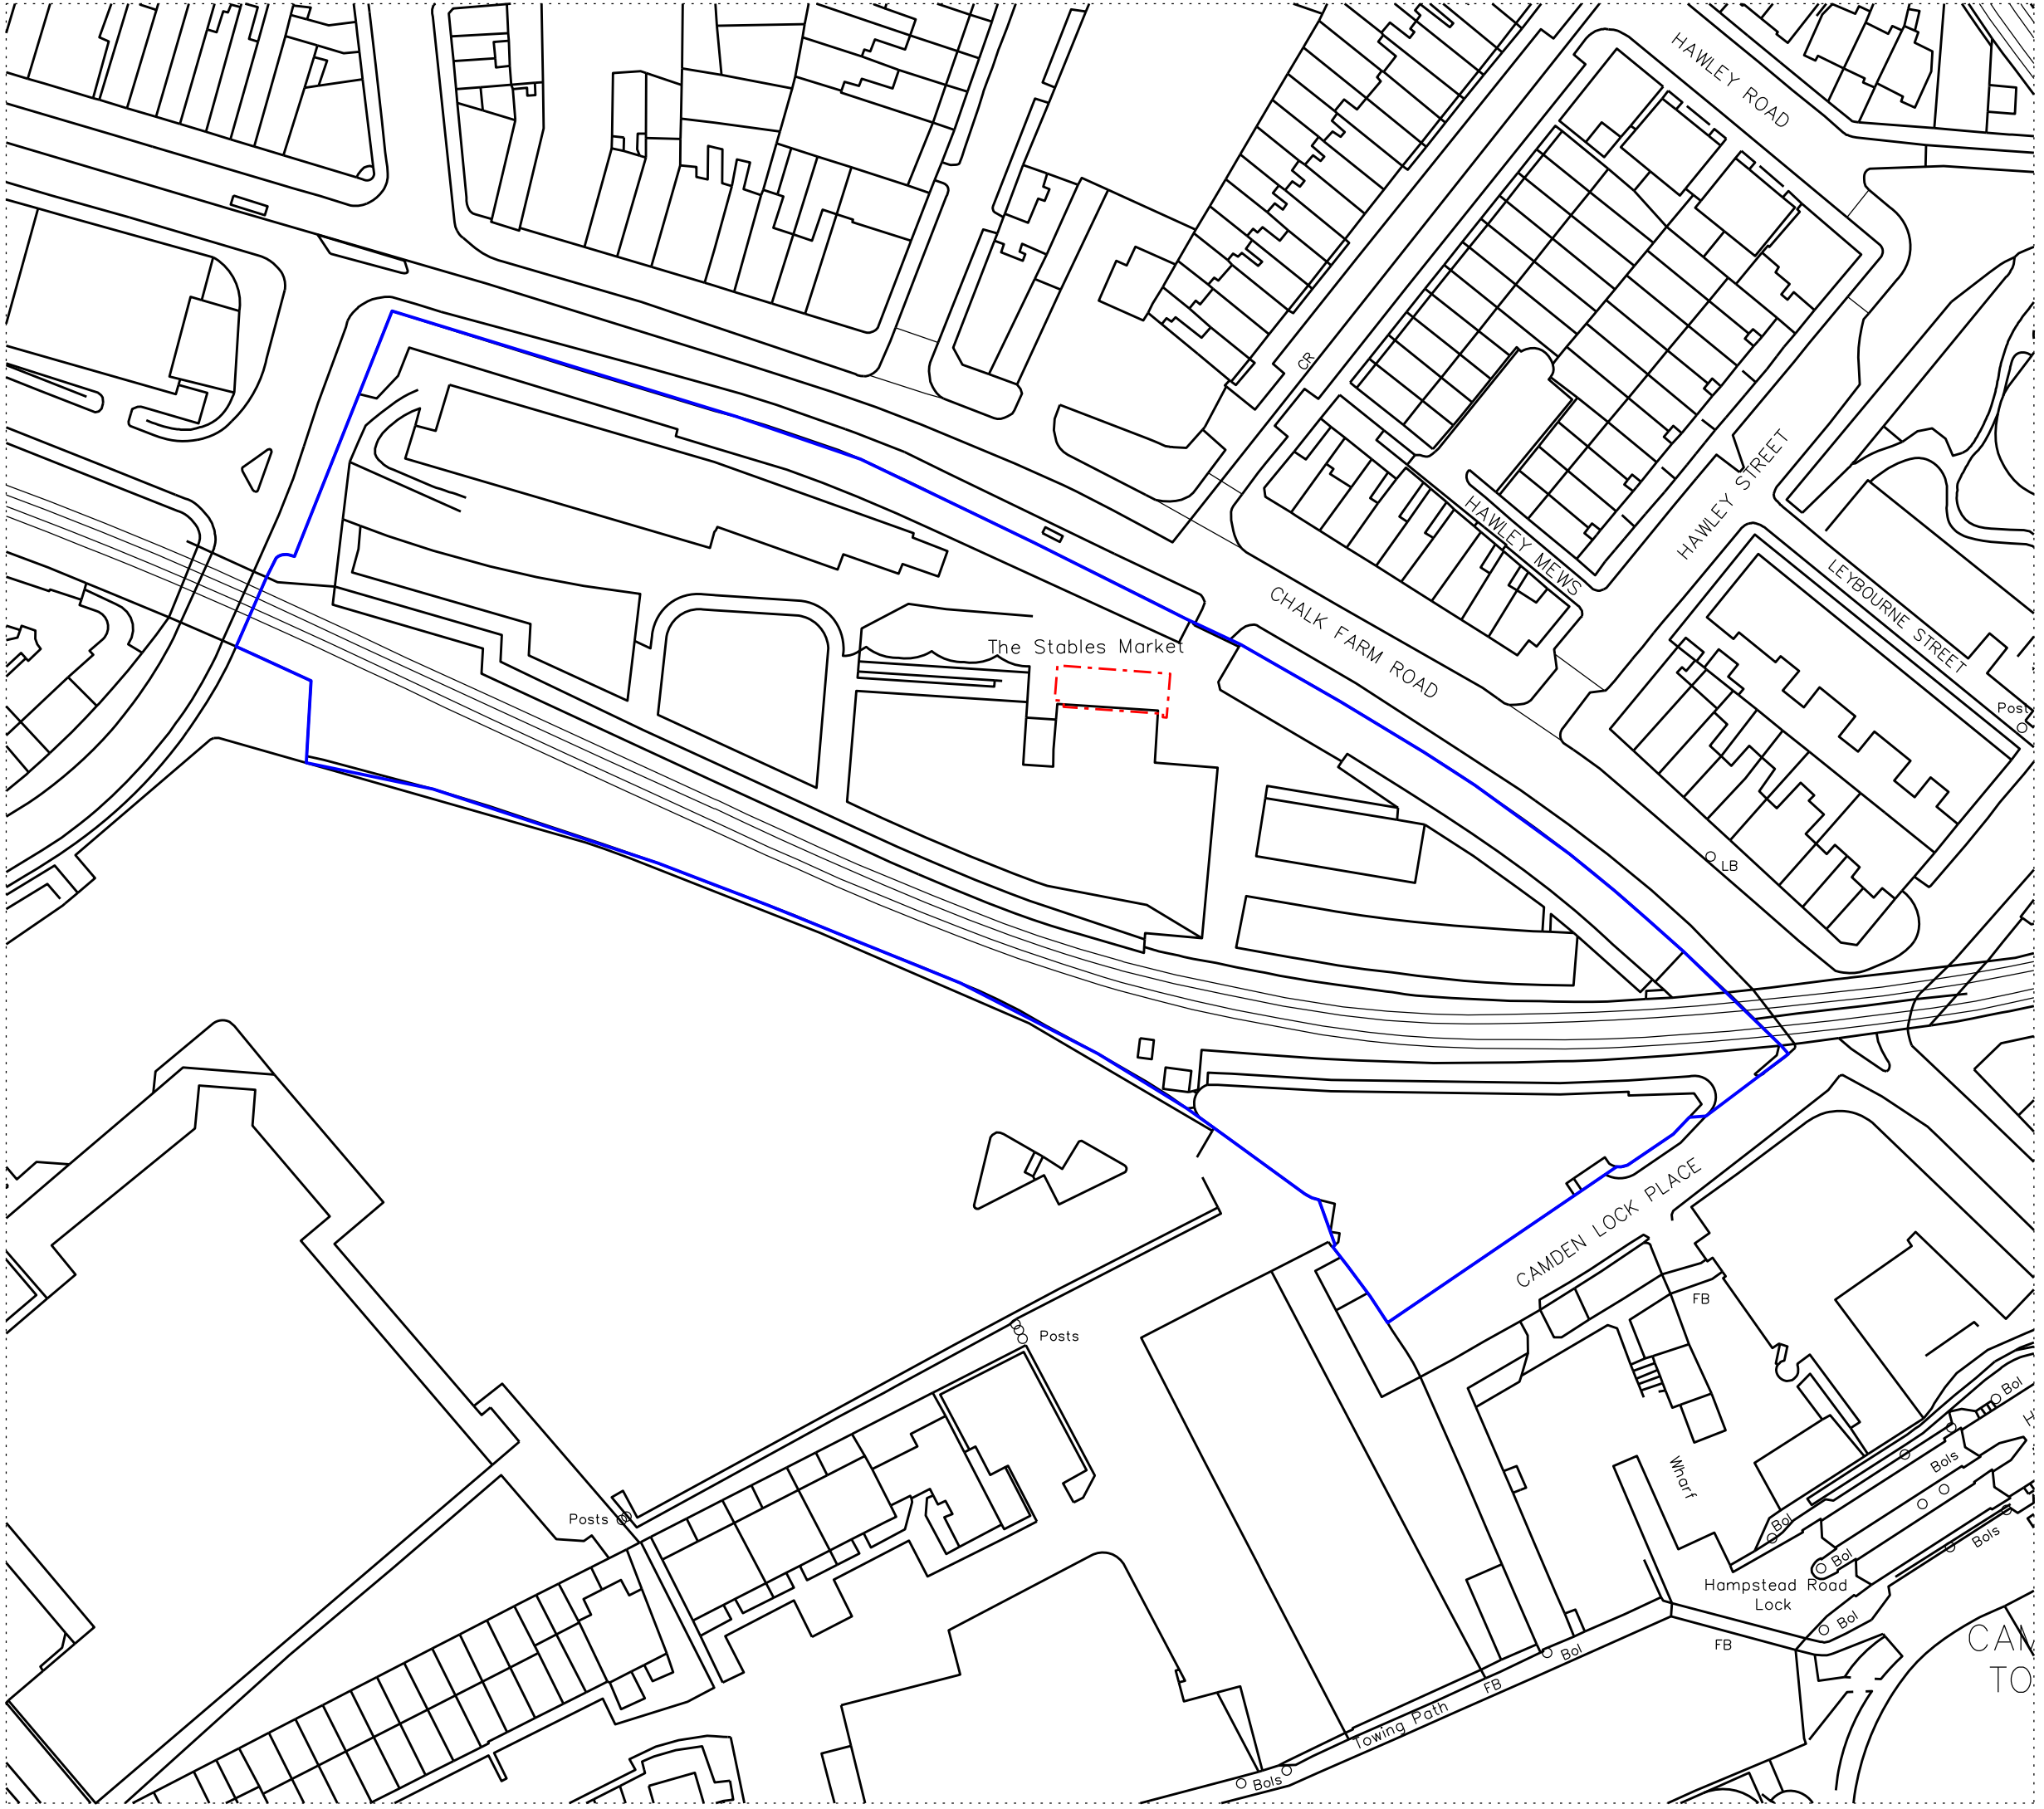 HAWLEY ROAD
CR
HAWLEY STREET
HAWLEY MEWS
LEYBOURNE STREET
CHALK FARM ROAD
The Stables Market
Post
LB
CAMDEN LOCK PLACE
FB
Posts
Bol
Bols
Wharf
Posts
Bol
Bols
Bol
Hampstead Road
Lock
Bol
FB
CAM
TO
Bol
FB
Towing Path
Bols